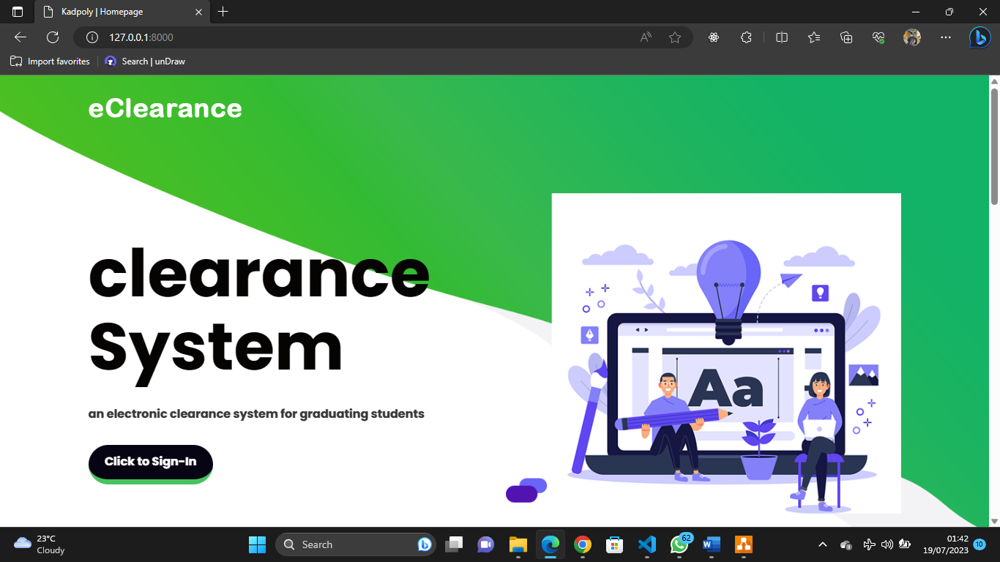 Kadpoly | Homepage
127.0.0.1:8000
Import favorites
Search | unDraw
eClearance
clearance
System
an electronic clearance system for graduating students
Click to Sign-In
Aa
23°C
Cloudy
Search
62
01:42
19/07/2023
10